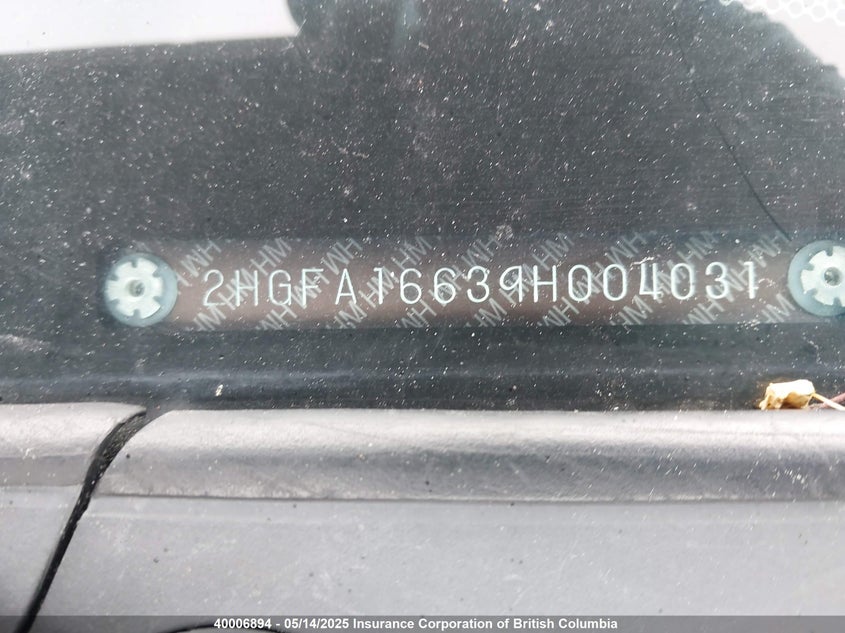 2HGFA16639H004031
40006894 - 05/14/2025 Insurance Corporation of British Columbia